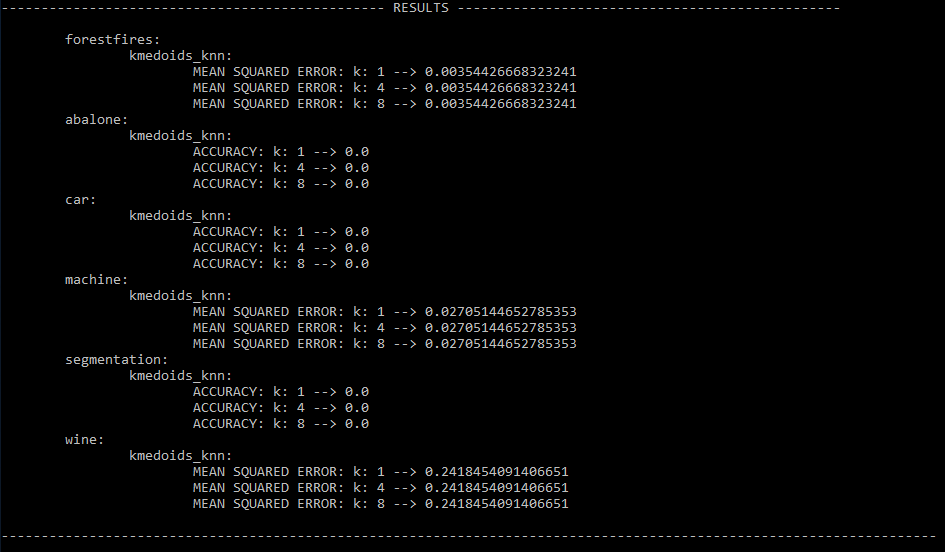 ------------------------------------------------ RESULTS ------------------------------------------------
forestfires:
kmedoids_knn:
MEAN SQUARED ERROR: k: 1 --> 0.00354426668323241
MEAN SQUARED ERROR: k: 4 --> 0.00354426668323241
MEAN SQUARED ERROR: k: 8 --> 0.00354426668323241
abalone:
kmedoids_knn:
ACCURACY: k: 1 --> 0.0
ACCURACY: k: 4 --> 0.0
ACCURACY: k: 8 --> 0.0
car:
kmedoids_knn:
ACCURACY: k: 1 --> 0.0
ACCURACY: k: 4 --> 0.0
ACCURACY: k: 8 --> 0.0
machine:
kmedoids_knn:
MEAN SQUARED ERROR: k: 1 --> 0.02705144652785353
MEAN SQUARED ERROR: k: 4 --> 0.02705144652785353
MEAN SQUARED ERROR: k: 8 --> 0.02705144652785353
segmentation:
kmedoids_knn:
ACCURACY: k: 1 --> 0.0
ACCURACY: k: 4 --> 0.0
ACCURACY: k: 8 --> 0.0
wine:
kmedoids_knn:
MEAN SQUARED ERROR: k: 1 --> 0.2418454091406651
MEAN SQUARED ERROR: k: 4 --> 0.2418454091406651
MEAN SQUARED ERROR: k: 8 --> 0.2418454091406651
---------------------------------------------------------------------------------------------------------------------